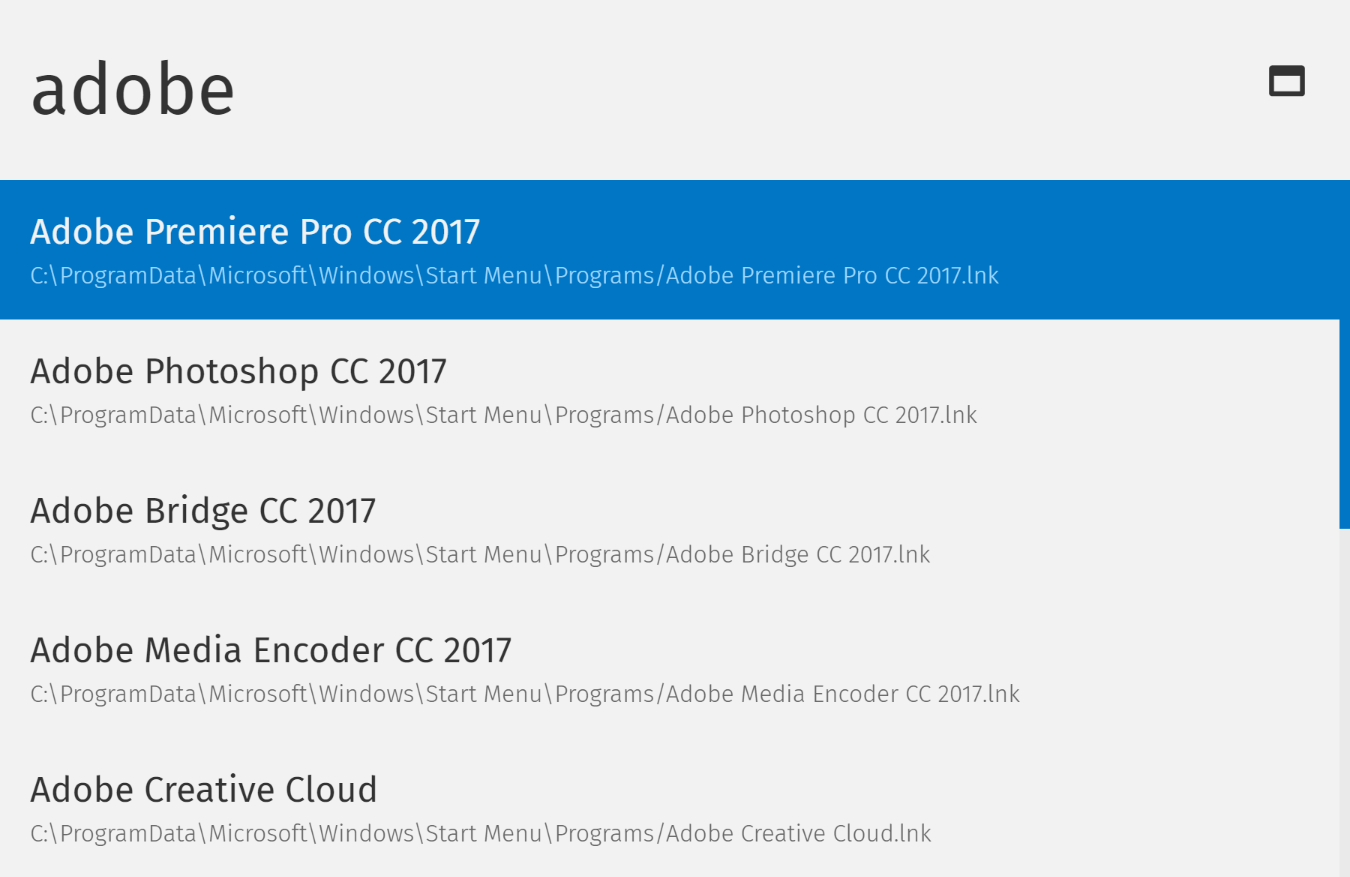 adobe
Adobe Premiere Pro CC 2017
C:\ProgramData\Microsoft\Windows\Start Menu\Programs/Adobe Premiere Pro CC 2017.lnk
Adobe Photoshop CC 2017
C:\ProgramData\Microsoft\Windows\Start Menu\Programs/Adobe Photoshop CC 2017.lnk
Adobe Bridge CC 2017
C:\ProgramData\Microsoft\Windows\Start Menu\Programs/Adobe Bridge CC 2017.lnk
Adobe Media Encoder CC 2017
C:\ProgramData\Microsoft\Windows\Start Menu\Programs/Adobe Media Encoder CC 2017.lnk
Adobe Creative Cloud
C:\ProgramData\Microsoft\Windows\Start Menu\Programs/Adobe Creative Cloud.lnk